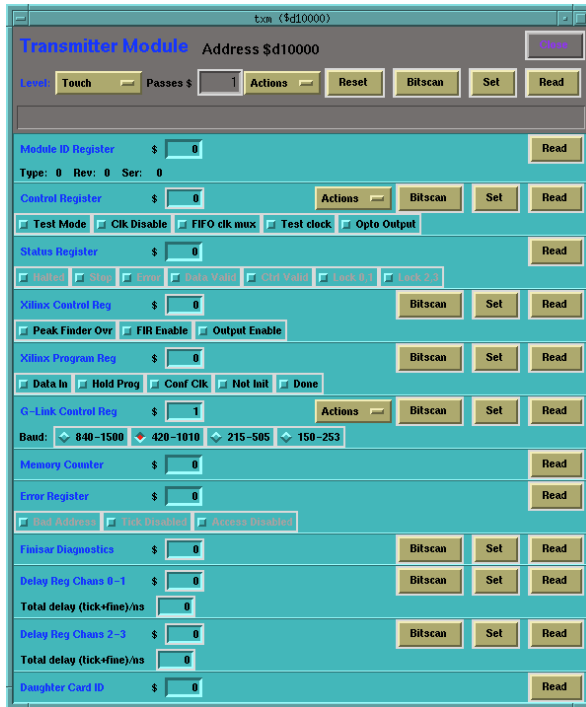 txm ($d10000)
Transmitter Module Address $d10000 Close
Level: Touch Passes $ 1 Actions Reset Bitscan Set Read
Module ID Register $ 0 Read
Type: 0 Rev: 0 Ser: 0
Control Register $ 0 Actions Bitscan Set Read
Test Mode Clk Disable FIFO clk mux Test clock Opto Output
Status Register $ 0 Read
Halted Stop Error Data Valid Ctrl Valid Lock 0,1 Lock 2,3
Xilinx Control Reg $ 0 Bitscan Set Read
Peak Finder Ovr FIR Enable Output Enable
Xilinx Program Reg $ 0 Bitscan Set Read
Data In Hold Prog Conf Clk Not Init Done
G-Link Control Reg $ 1 Actions Bitscan Set Read
Baud: 840-1500 420-1010 215-505 150-253
Memory Counter $ 0 Read
Error Register $ 0 Read
Bad Address Tick Disabled Access Disabled
Finisar Diagnostics $ 0 Bitscan Set Read
Delay Reg Chans 0-1 $ 0 Bitscan Set Read
Total delay (tick+fine)/ns 0
Delay Reg Chans 2-3 $ 0 Bitscan Set Read
Total delay (tick+fine)/ns 0
Daughter Card ID $ 0 Read